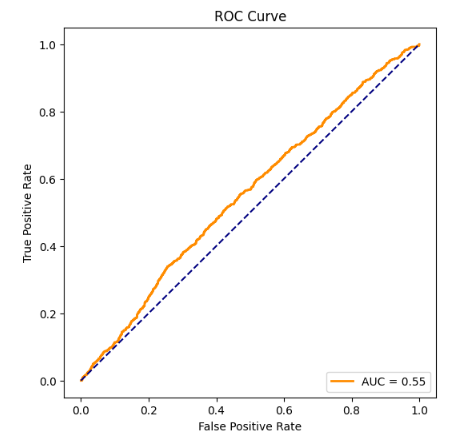 ROC Curve
1.0
0.8
0.6
0.4
0.2
0.0
True Positive Rate
AUC = 0.55
0.0 0.2 0.4 0.6 0.8 1.0
False Positive Rate